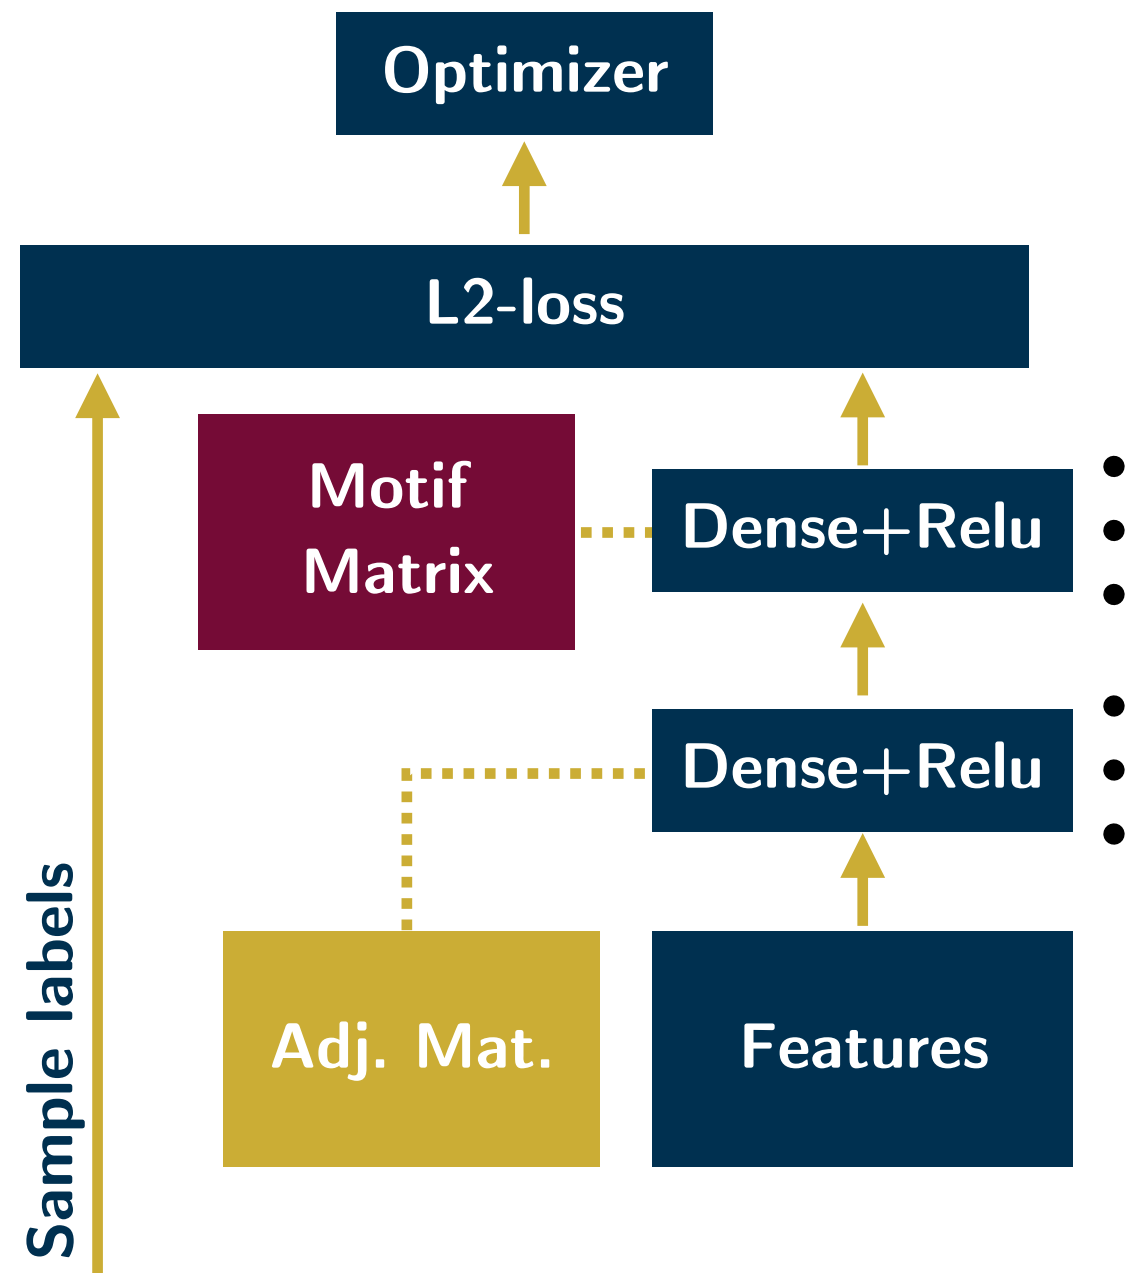 Optimizer
L2-loss
Motif
Matrix
Dense+Relu
Dense+Relu
Adj. Mat.
Features
Sample labels